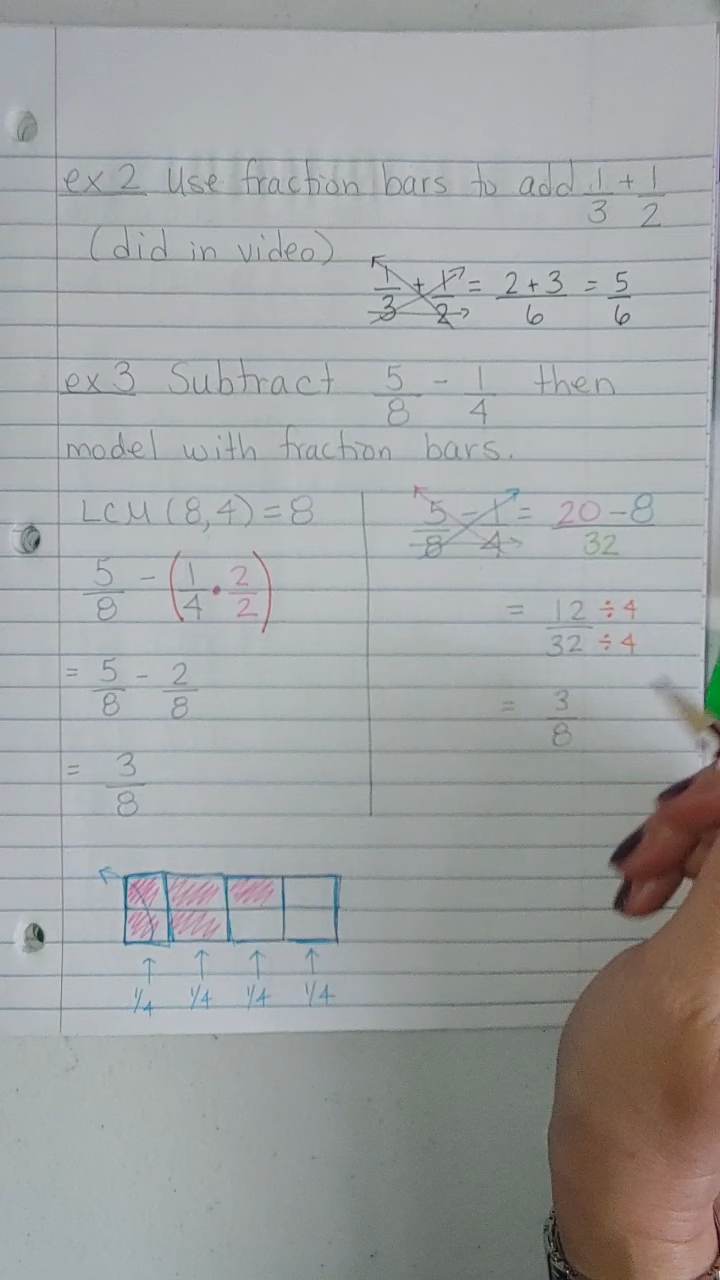 ex 2 Use fraction bars to add 1/3 + 1/2
(did in video)
1/3 + 1/2 = 2+3/6 = 5/6
ex 3 Subtract 5/8 - 1/4 then
model with fraction bars.
LCM (8,4) = 8
5/8 - (1/4 • 2/2)
= 5/8 - 2/8
= 3/8
5/8 - 1/4 = 20-8/32
= 12÷4/32÷4
= 3/8
1/4 1/4 1/4 1/4